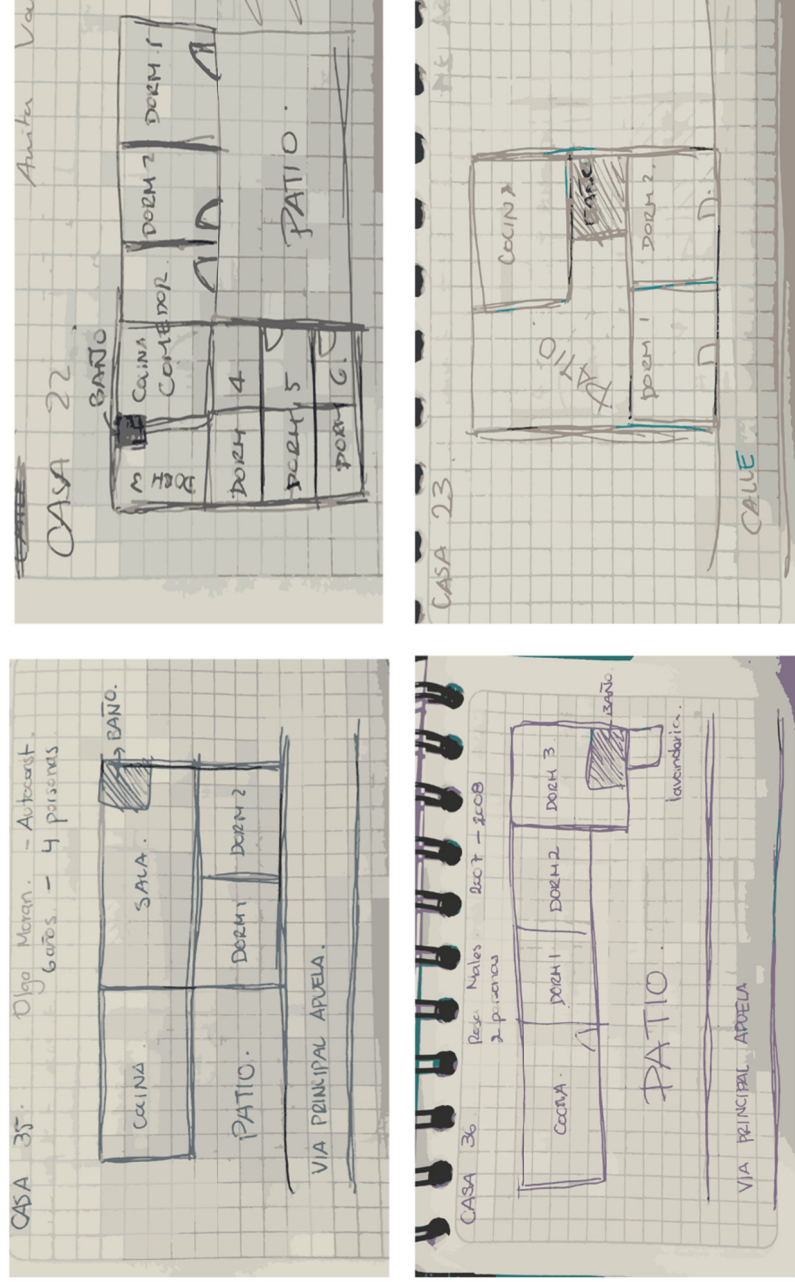 CASA 22
BAÑO
COCINA
COMEDOR
DORM 2
DORM 1
DORM 4
DORM 5
DORM 6.
PATIO.
CASA 23
COCINA
BAÑO
PATIO
DORM 1
DORM 2.
CALLE
CASA 35.
Olga Moran. - Autoconst.
6 años. - 4 personas
BAÑO.
COCINA.
SALA.
PATIO.
DORM 1
DORM 2
VIA PRINCIPAL APUELA.
CASA 36
2007 - 2008
2 personas
COCINA.
DORM 1
DORM 2
DORM 3
BAÑO.
lavanderia.
PATIO.
VIA PRINCIPAL APUELA